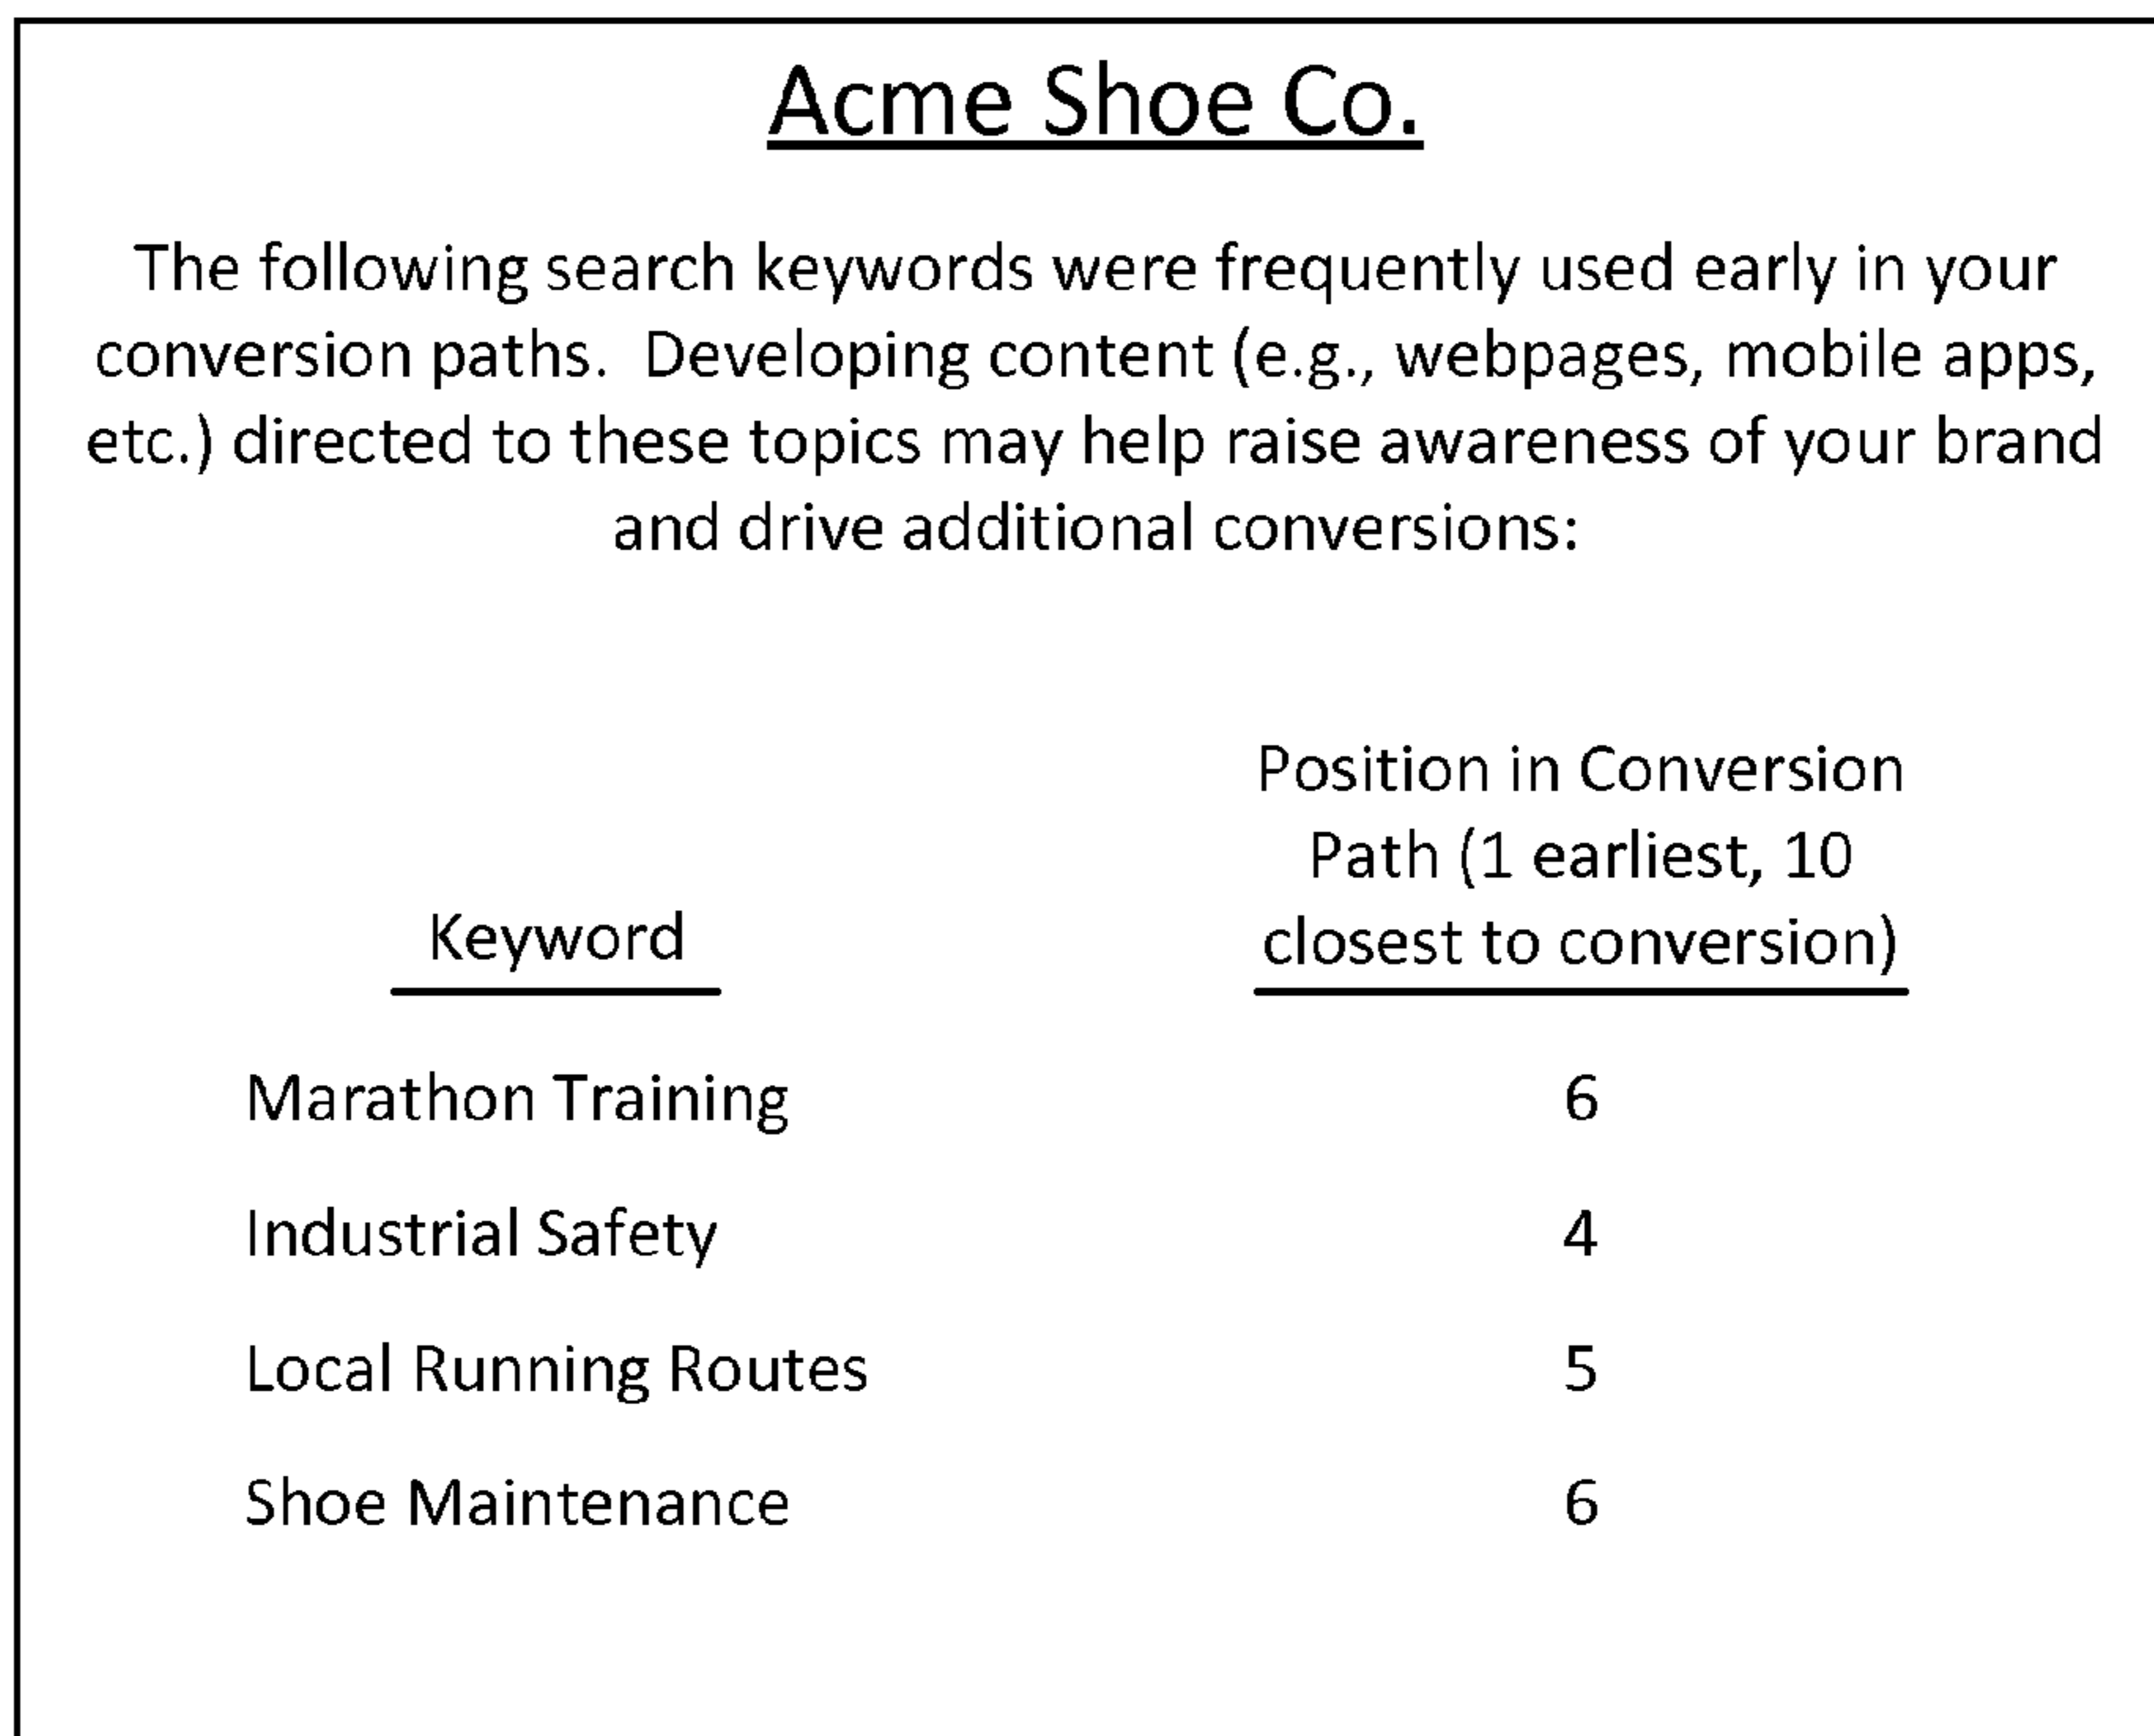 Acme Shoe Co.
The following search keywords were frequently used early in your
conversion paths.  Developing content (e.g., webpages, mobile apps,
etc.) directed to these topics may help raise awareness of your brand
and drive additional conversions:
Position in Conversion
Path (1 earliest, 10
Keyword closest to conversion)
Marathon Training 6
Industrial Safety 4
Local Running Routes 5
Shoe Maintenance 6